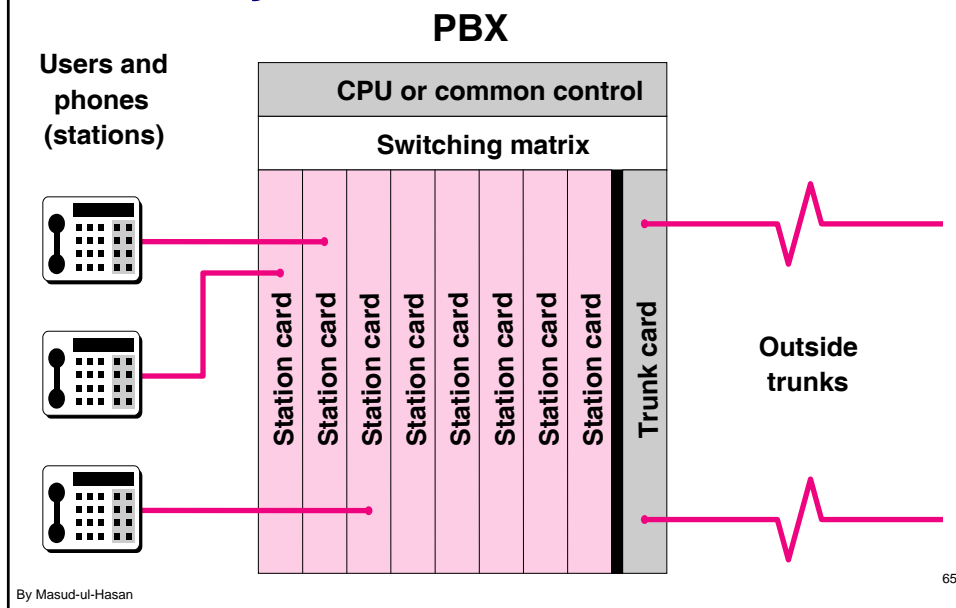 PBX
Users and
phones
(stations)
CPU or common control
Switching matrix
Station card
Station card
Station card
Station card
Station card
Station card
Station card
Station card
Trunk card
Outside
trunks
By Masud-ul-Hasan
65